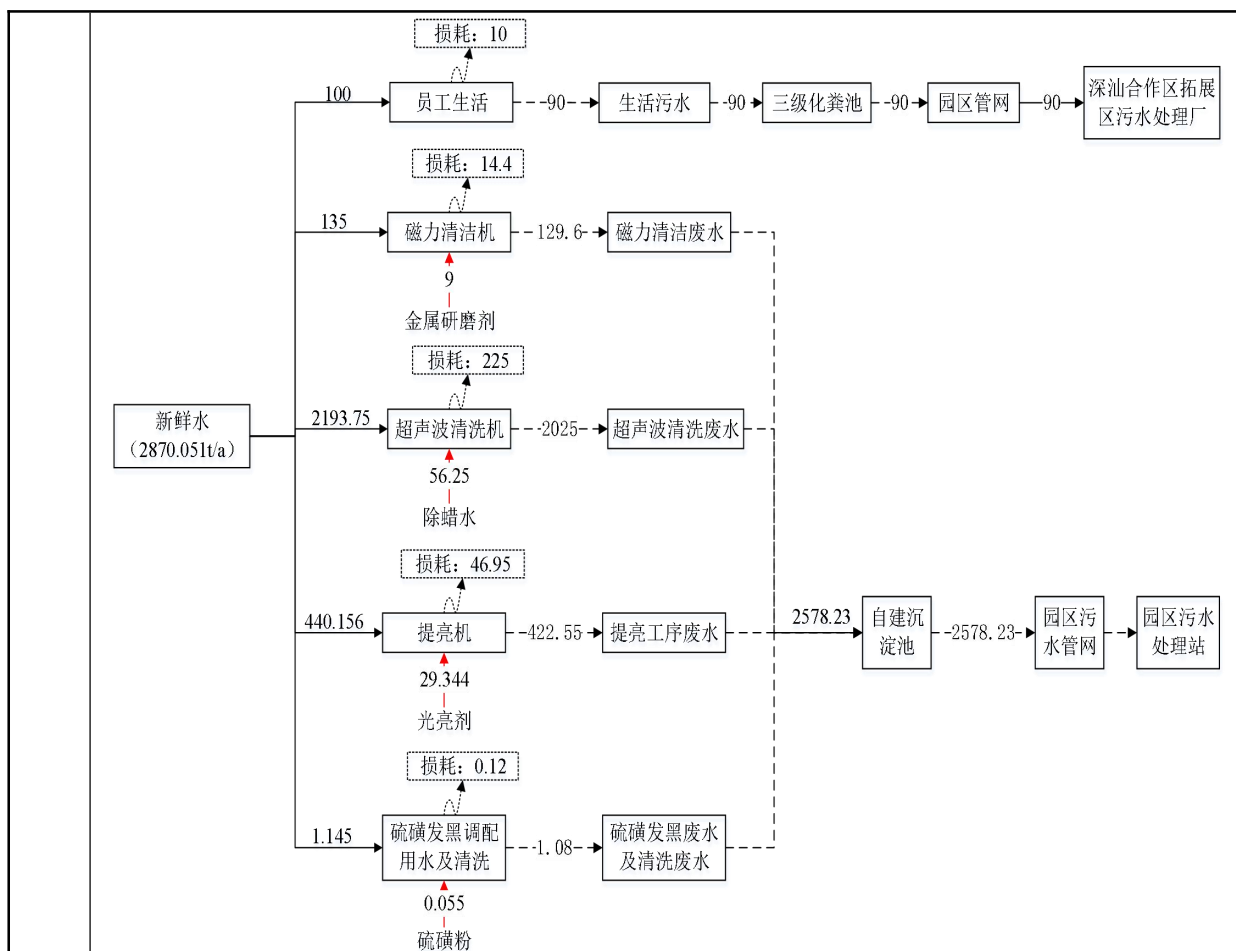 损耗：10
100
员工生活
90
生活污水
90
三级化粪池
90
园区管网
90
深汕合作区拓展
区污水处理厂
损耗：14.4
135
磁力清洁机
129.6
磁力清洁废水
9
金属研磨剂
损耗：225
新鲜水
（2870.051t/a）
2193.75
超声波清洗机
2025
超声波清洗废水
56.25
除蜡水
损耗：46.95
440.156
提亮机
422.55
提亮工序废水
2578.23
自建沉
淀池
2578.23
园区污
水管网
园区污水
处理站
29.344
光亮剂
损耗：0.12
1.145
硫磺发黑调配
用水及清洗
1.08
硫磺发黑废水
及清洗废水
0.055
硫磺粉